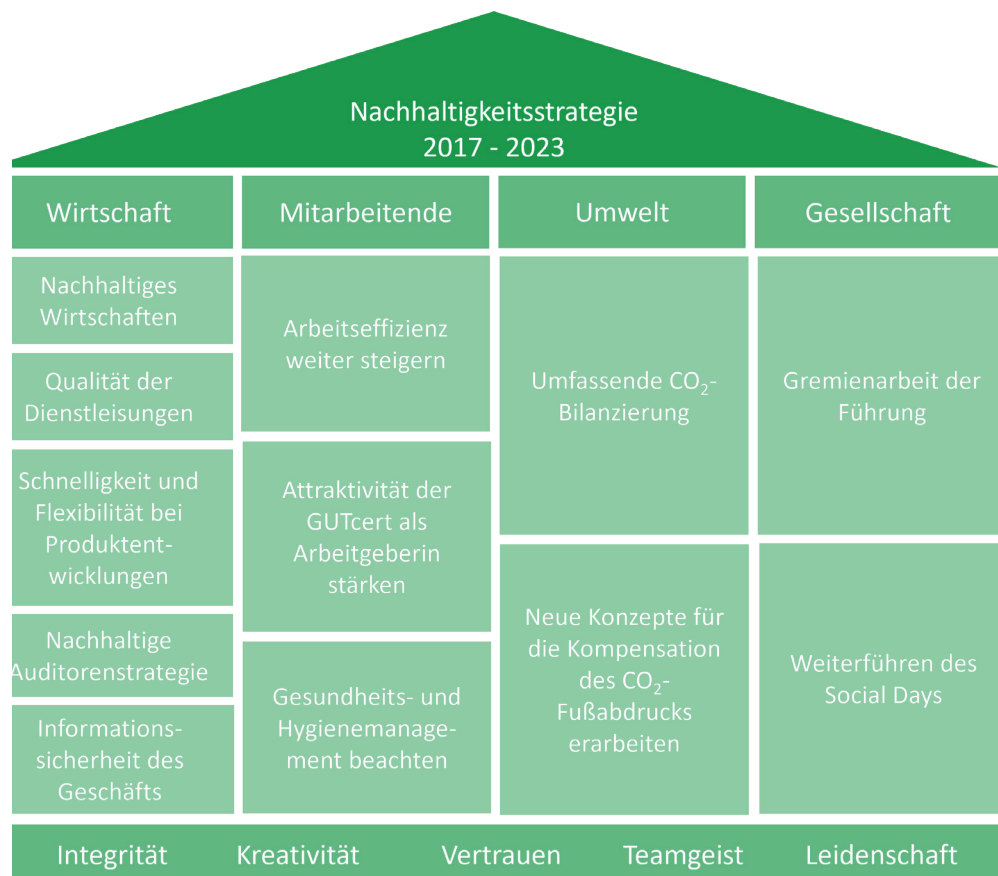 Nachhaltigkeitsstrategie
2017 - 2023
Wirtschaft
Nachhaltiges
Wirtschaften
Qualität der
Dienstleisungen
Schnelligkeit und
Flexibilität bei
Produktent-
wicklungen
Nachhaltige
Auditorenstrategie
Informations-
sicherheit des
Geschäfts
Mitarbeitende
Arbeitseffizienz
weiter steigern
Attraktivität der
GUTcert als
Arbeitgeberin
stärken
Gesundheits- und
Hygienemanage-
ment beachten
Umwelt
Umfassende CO₂-
Bilanzierung
Neue Konzepte für
die Kompensation
des CO₂-
Fußabdrucks
erarbeiten
Gesellschaft
Gremienarbeit der
Führung
Weiterführen des
Social Days
Integrität Kreativität Vertrauen Teamgeist Leidenschaft